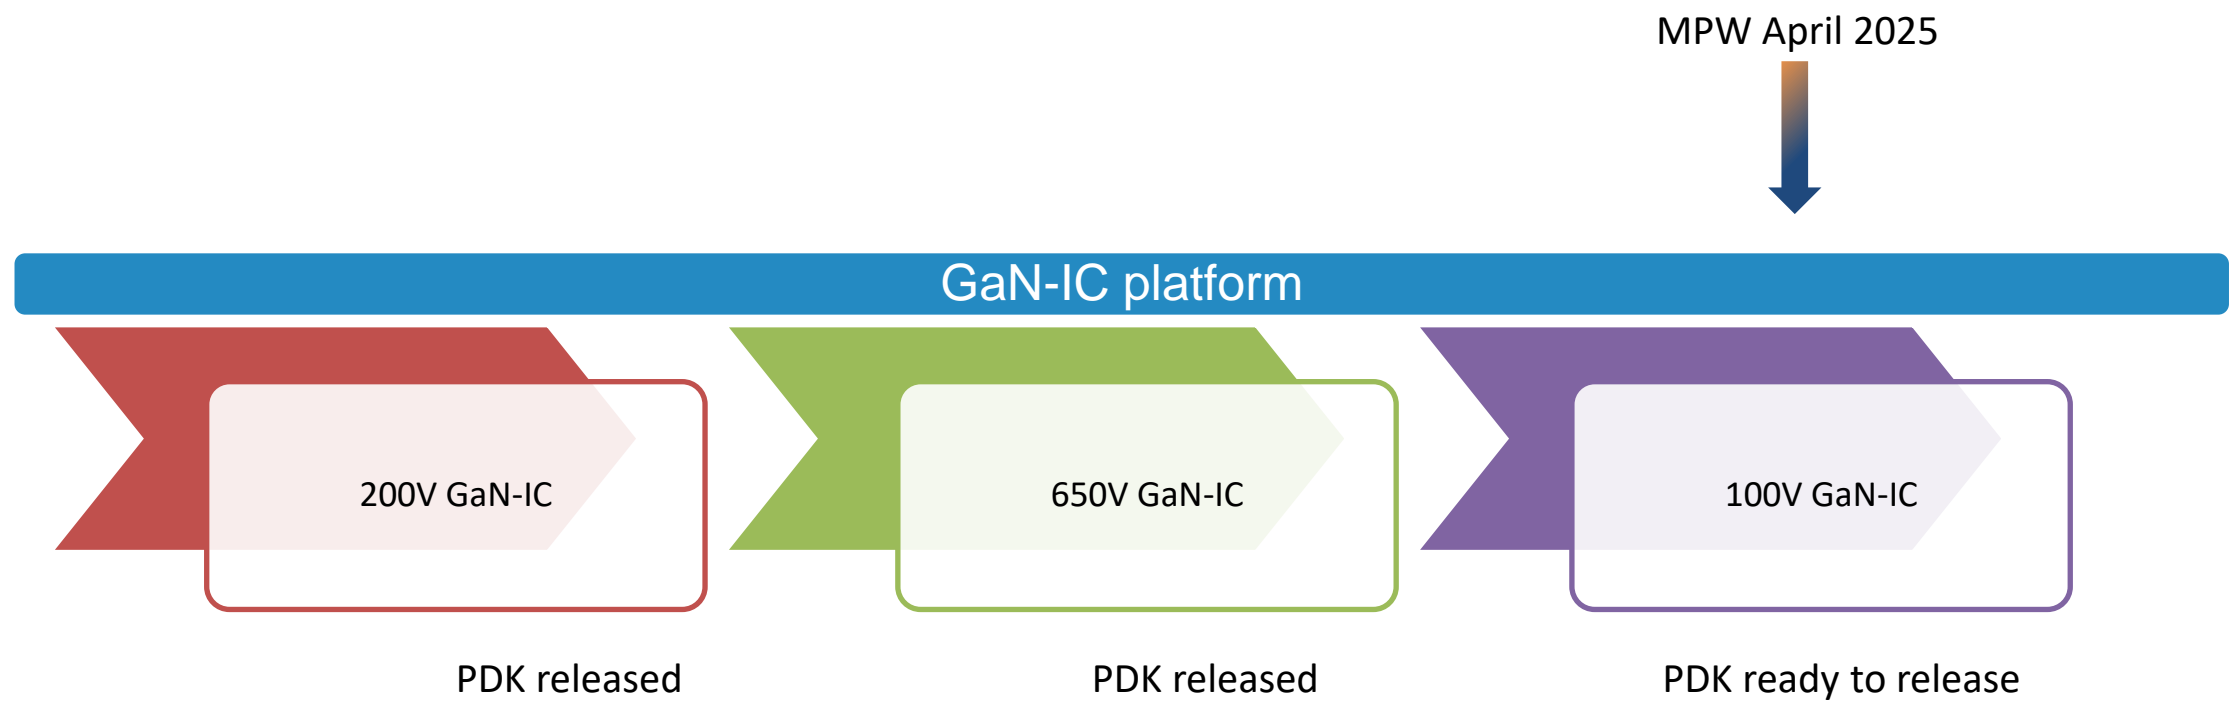 MPW April 2025
GaN-IC platform
200V GaN-IC
650V GaN-IC
100V GaN-IC
PDK released
PDK released
PDK ready to release